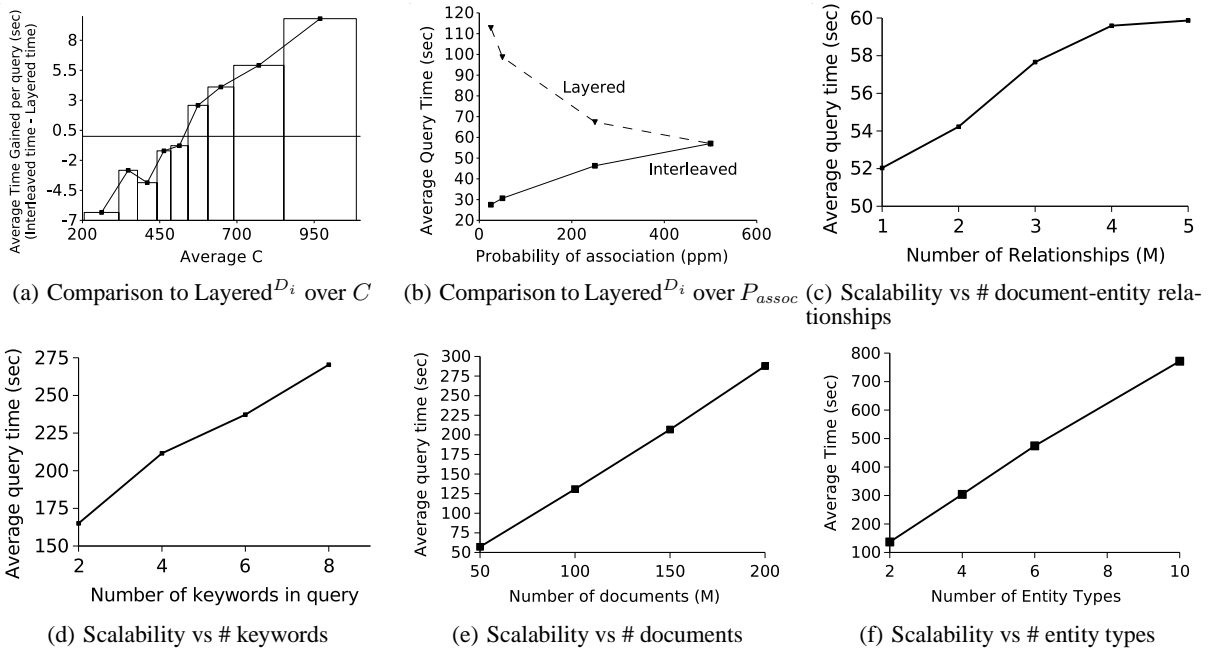 Average Time Gained per query (sec)
(Interleaved time - Layered time)
8
5.5
3
0.5
-2
-4.5
-7
200 450 700 950
Average C
(a) Comparison to Layered^{D_i} over C
Average Query Time (sec)
120
110
100
90
80
70
60
50
40
30
20
Layered
Interleaved
0 200 400 600
Probability of association (ppm)
(b) Comparison to Layered^{D_i} over P_{assoc}
Average query time (sec)
60
58
56
54
52
50
1 2 3 4 5
Number of Relationships (M)
(c) Scalability vs # document-entity rela-
tionships
Average query time (sec)
275
250
225
200
175
150
2 4 6 8
Number of keywords in query
(d) Scalability vs # keywords
Average query time (sec)
300
275
250
225
200
175
150
125
100
75
50
50 100 150 200
Number of documents (M)
(e) Scalability vs # documents
Average Time (sec)
800
700
600
500
400
300
200
100
2 4 6 8 10
Number of Entity Types
(f) Scalability vs # entity types